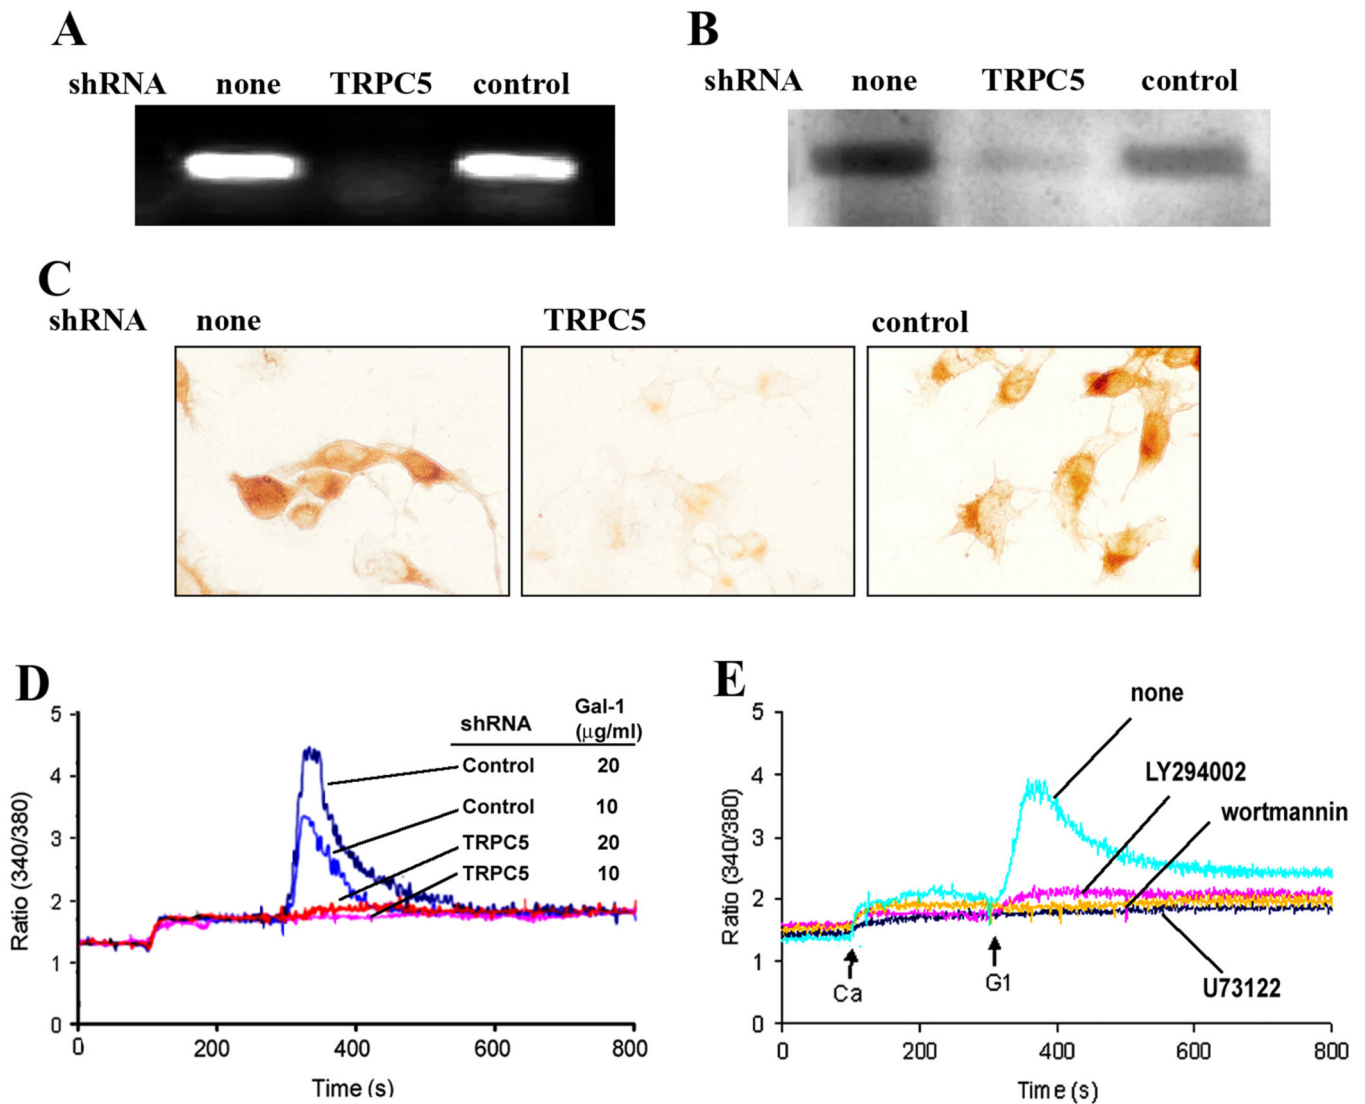 A
shRNA none TRPC5 control
B
shRNA none TRPC5 control
C
shRNA none TRPC5 control
D
Ratio (340/380)
5
4
3
2
1
0
0 200 400 600 800
Time (s)
shRNA Gal-1 (μg/ml)
Control 20
Control 10
TRPC5 20
TRPC5 10
E
Ratio (340/380)
5
4
3
2
1
0
0 200 400 600 800
Time (s)
none
LY294002
wortmannin
U73122
Ca
G1